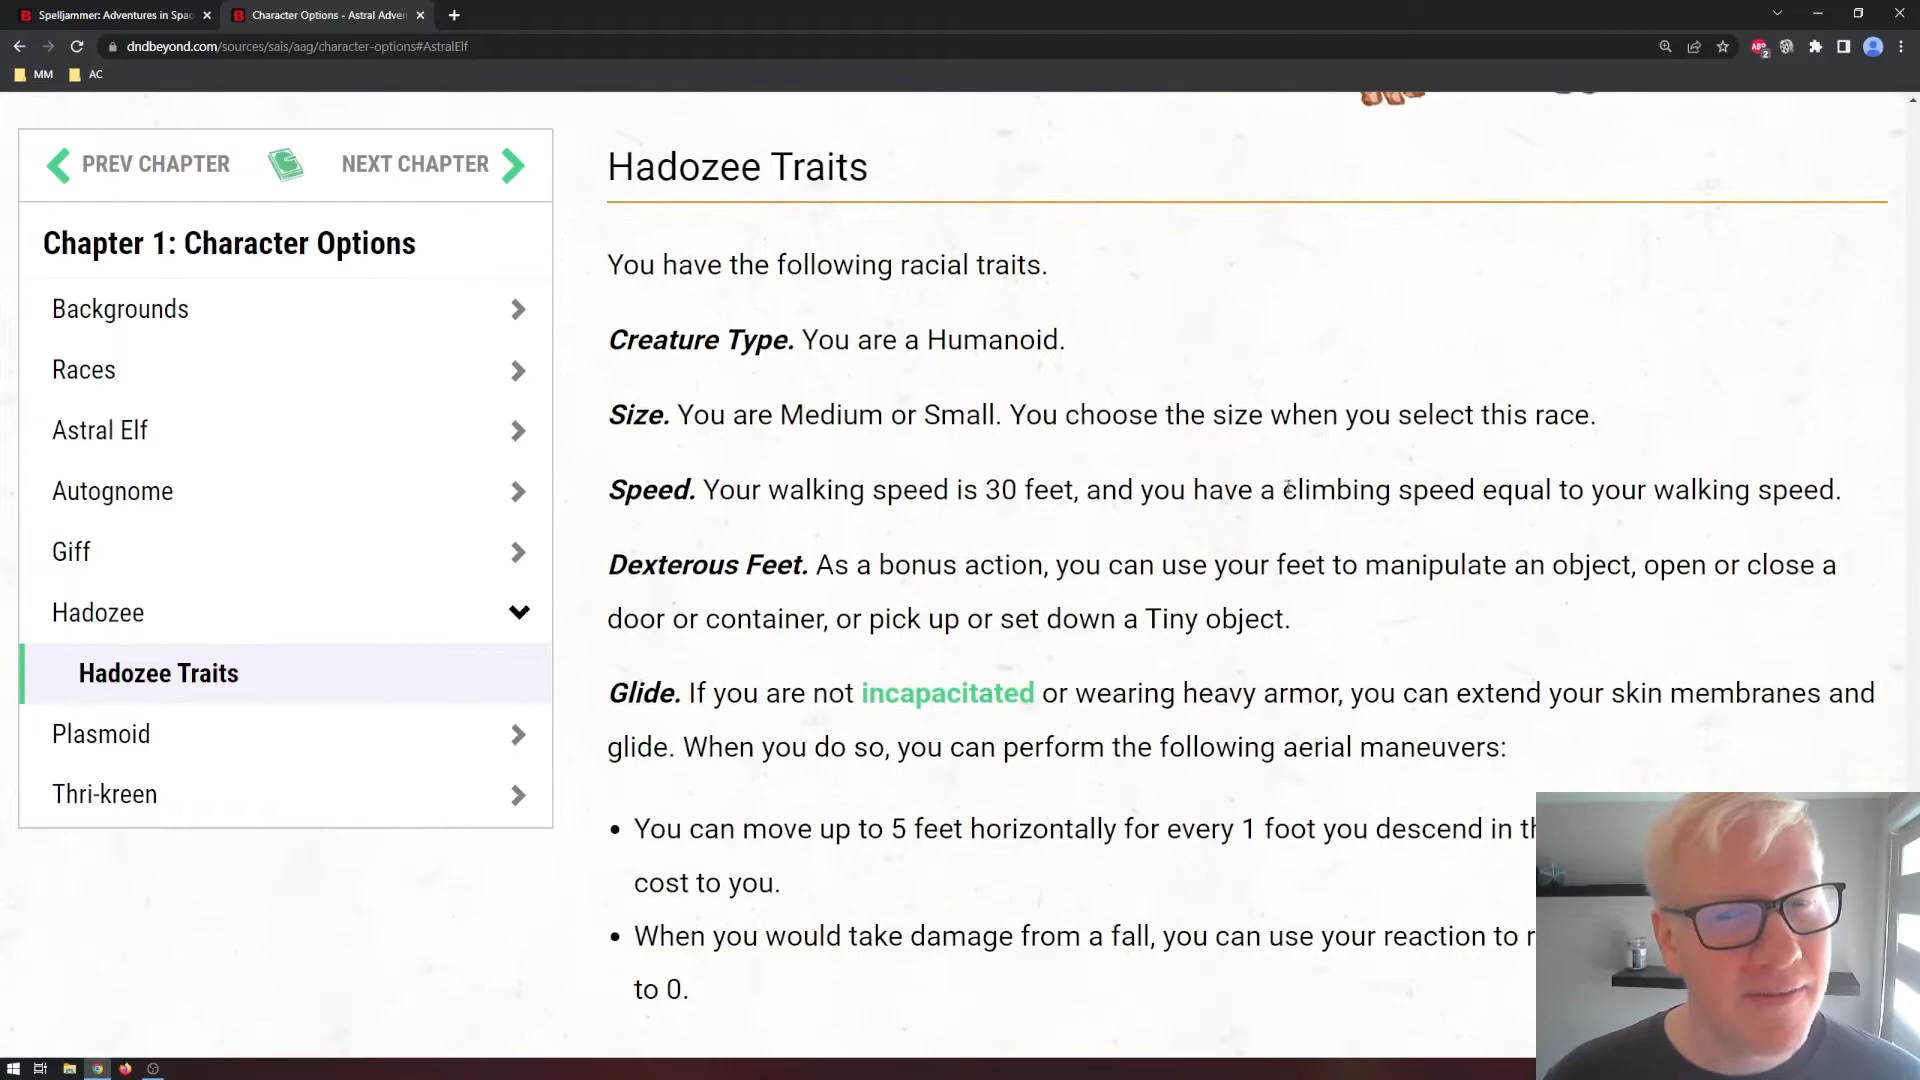 Spelljammer: Adventures in Spac
Character Options - Astral Adven
dndbeyond.com/sources/sais/aag/character-options#AstralElf
ABP
2
MM
AC
PREV CHAPTER
NEXT CHAPTER
Chapter 1: Character Options
Backgrounds
Races
Astral Elf
Autognome
Giff
Hadozee
Hadozee Traits
Plasmoid
Thri-kreen
Hadozee Traits
You have the following racial traits.
Creature Type. You are a Humanoid.
Size. You are Medium or Small. You choose the size when you select this race.
Speed. Your walking speed is 30 feet, and you have a climbing speed equal to your walking speed.
Dexterous Feet. As a bonus action, you can use your feet to manipulate an object, open or close a
door or container, or pick up or set down a Tiny object.
Glide. If you are not incapacitated or wearing heavy armor, you can extend your skin membranes and
glide. When you do so, you can perform the following aerial maneuvers:
• You can move up to 5 feet horizontally for every 1 foot you descend in th
cost to you.
• When you would take damage from a fall, you can use your reaction to r
to 0.